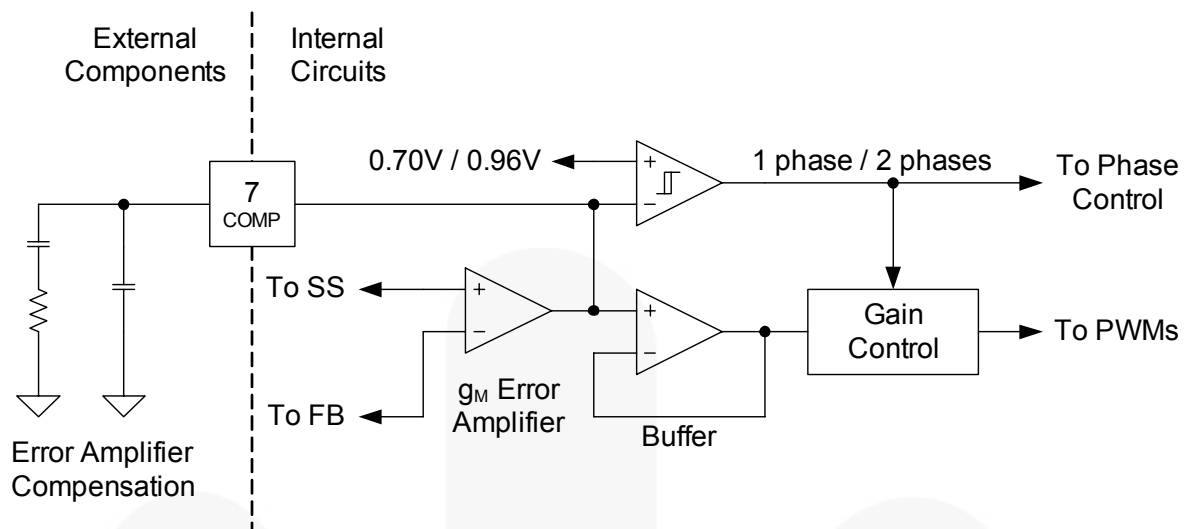 External
Components
Internal
Circuits
0.70V / 0.96V
+
−
1 phase / 2 phases
To Phase
Control
7
COMP
To SS
+
−
+
−
Gain
Control
To PWMs
To FB
gM Error
Amplifier
Buffer
Error Amplifier
Compensation